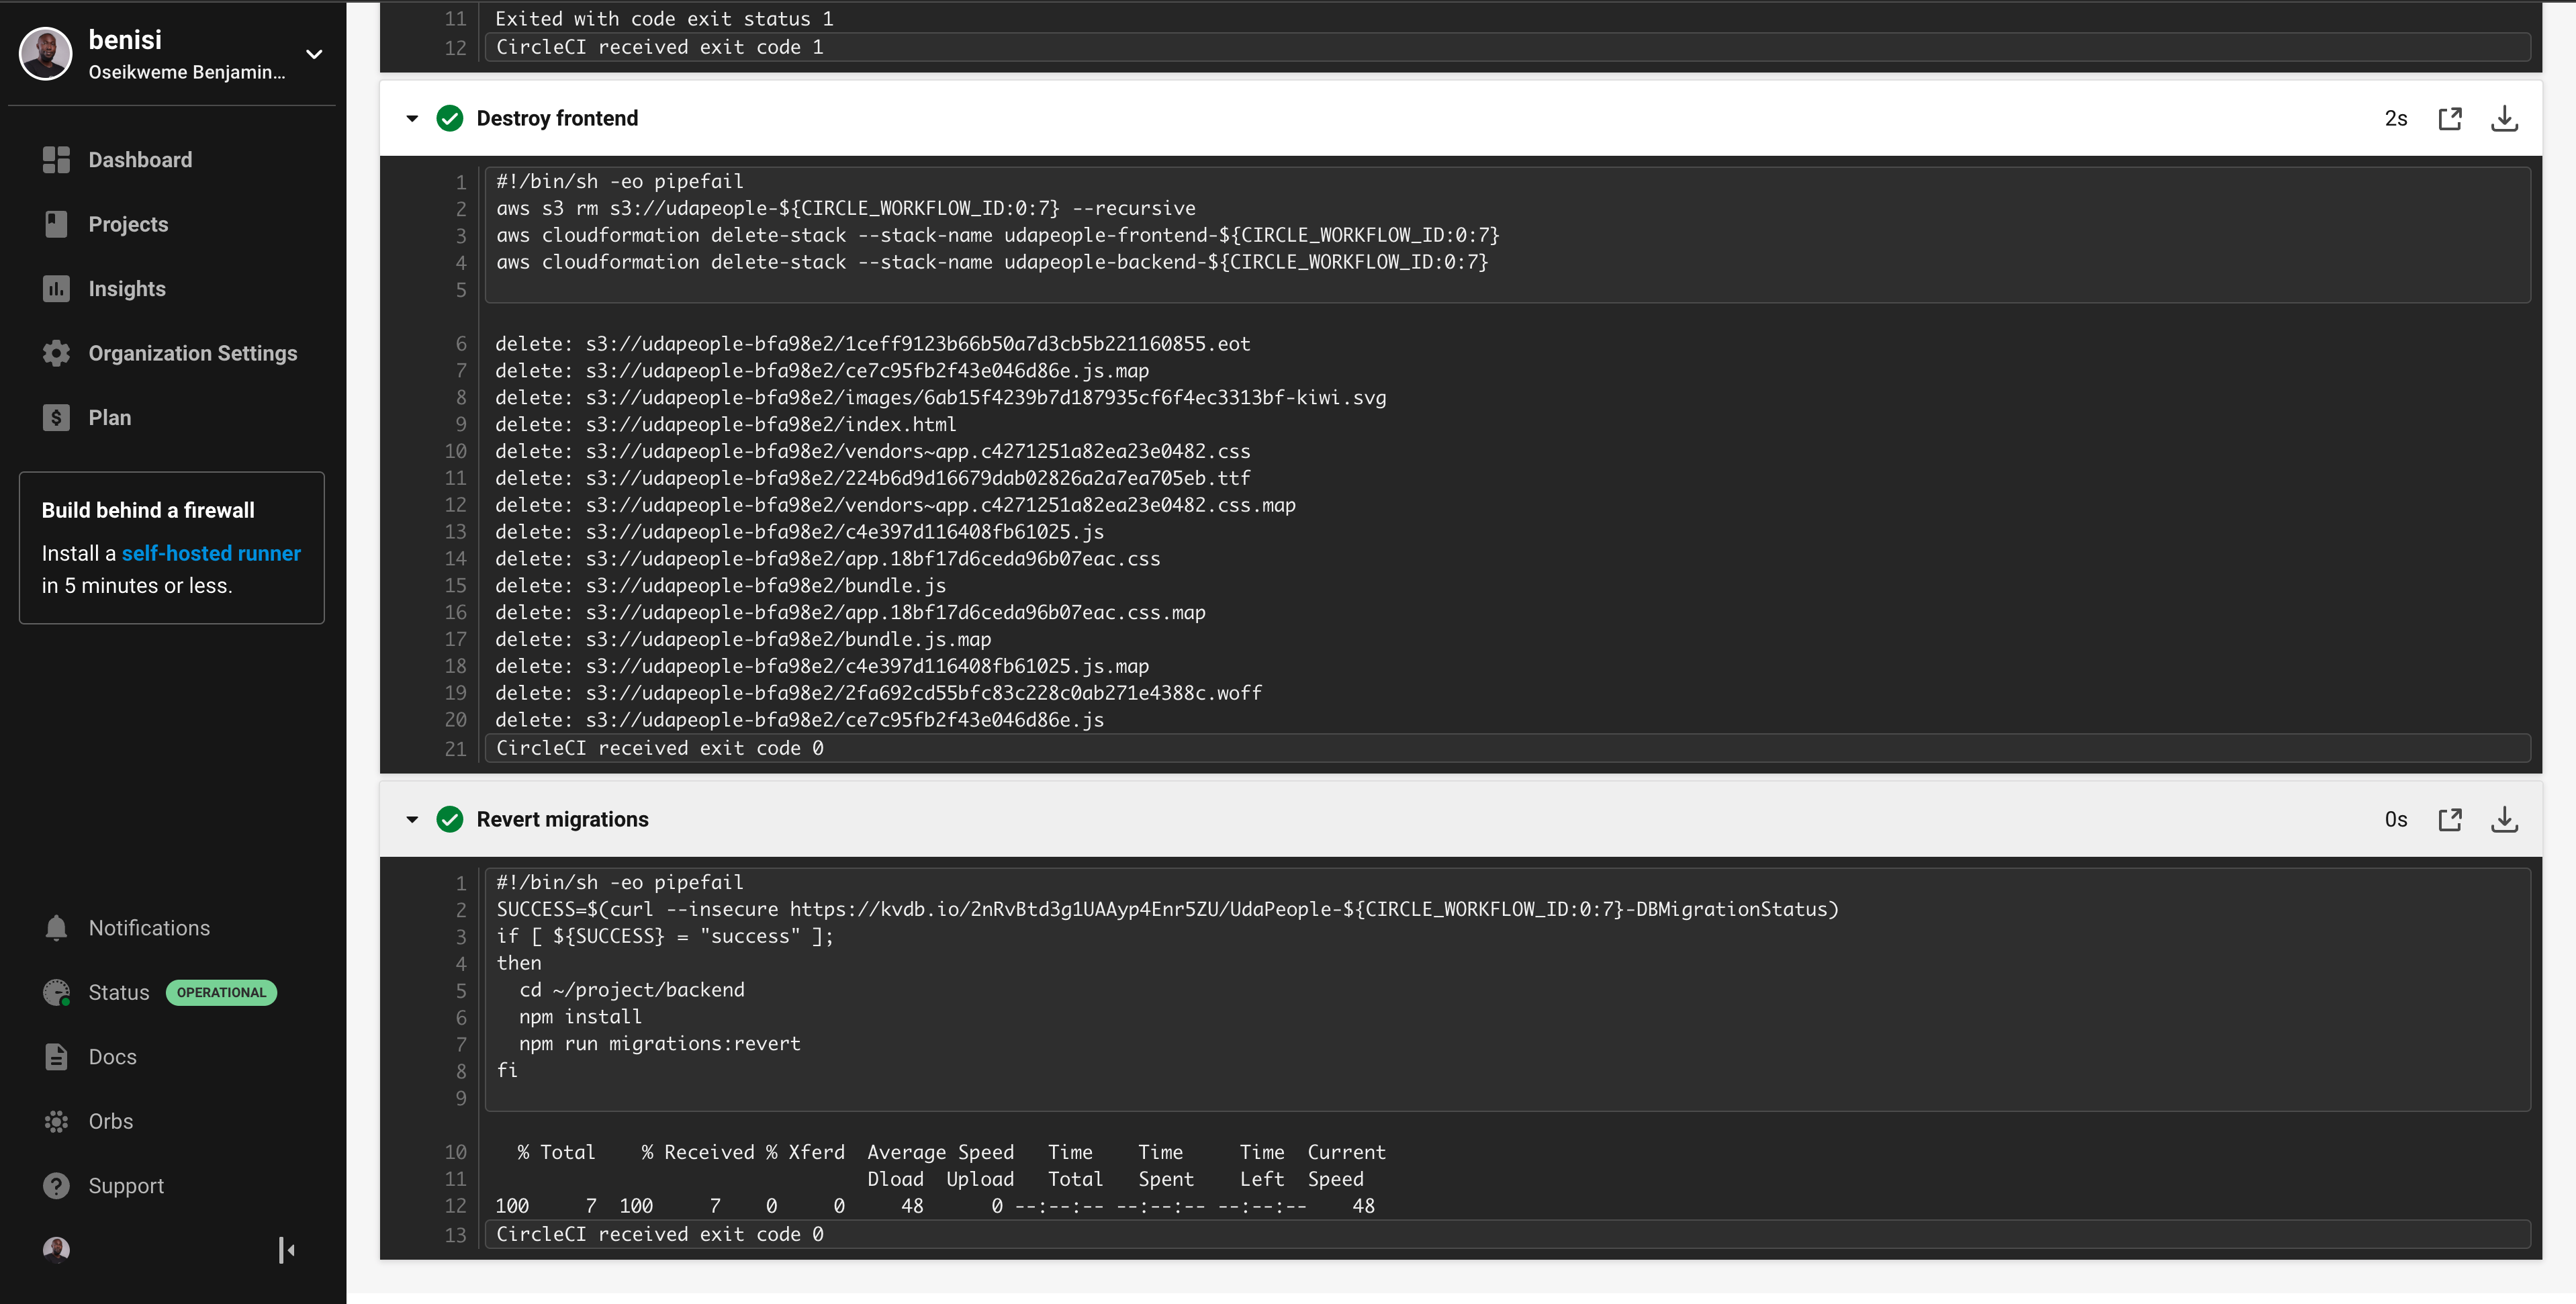 benisi
Oseikweme Benjamin...
Dashboard
Projects
Insights
Organization Settings
Plan
Build behind a firewall
Install a self-hosted runner
in 5 minutes or less.
Notifications
Status OPERATIONAL
Docs
Orbs
Support
11 Exited with code exit status 1
12 CircleCI received exit code 1
Destroy frontend 2s
1 #!/bin/sh -eo pipefail
2 aws s3 rm s3://udapeople-${CIRCLE_WORKFLOW_ID:0:7} --recursive
3 aws cloudformation delete-stack --stack-name udapeople-frontend-${CIRCLE_WORKFLOW_ID:0:7}
4 aws cloudformation delete-stack --stack-name udapeople-backend-${CIRCLE_WORKFLOW_ID:0:7}
5
6 delete: s3://udapeople-bfa98e2/1ceff9123b66b50a7d3cb5b221160855.eot
7 delete: s3://udapeople-bfa98e2/ce7c95fb2f43e046d86e.js.map
8 delete: s3://udapeople-bfa98e2/images/6ab15f4239b7d187935cf6f4ec3313bf-kiwi.svg
9 delete: s3://udapeople-bfa98e2/index.html
10 delete: s3://udapeople-bfa98e2/vendors~app.c4271251a82ea23e0482.css
11 delete: s3://udapeople-bfa98e2/224b6d9d16679dab02826a2a7ea705eb.ttf
12 delete: s3://udapeople-bfa98e2/vendors~app.c4271251a82ea23e0482.css.map
13 delete: s3://udapeople-bfa98e2/c4e397d116408fb61025.js
14 delete: s3://udapeople-bfa98e2/app.18bf17d6ceda96b07eac.css
15 delete: s3://udapeople-bfa98e2/bundle.js
16 delete: s3://udapeople-bfa98e2/app.18bf17d6ceda96b07eac.css.map
17 delete: s3://udapeople-bfa98e2/bundle.js.map
18 delete: s3://udapeople-bfa98e2/c4e397d116408fb61025.js.map
19 delete: s3://udapeople-bfa98e2/2fa692cd55bfc83c228c0ab271e4388c.woff
20 delete: s3://udapeople-bfa98e2/ce7c95fb2f43e046d86e.js
21 CircleCI received exit code 0
Revert migrations 0s
1 #!/bin/sh -eo pipefail
2 SUCCESS=$(curl --insecure https://kvdb.io/2nRvBtd3g1UAAyp4Enr5ZU/UdaPeople-${CIRCLE_WORKFLOW_ID:0:7}-DBMigrationStatus)
3 if [ ${SUCCESS} = "success" ];
4 then
5 cd ~/project/backend
6 npm install
7 npm run migrations:revert
8 fi
9
10 % Total % Received % Xferd Average Speed Time Time Time Current
11 Dload Upload Total Spent Left Speed
12 100 7 100 7 0 0 48 0 --:--:-- --:--:-- --:--:-- 48
13 CircleCI received exit code 0